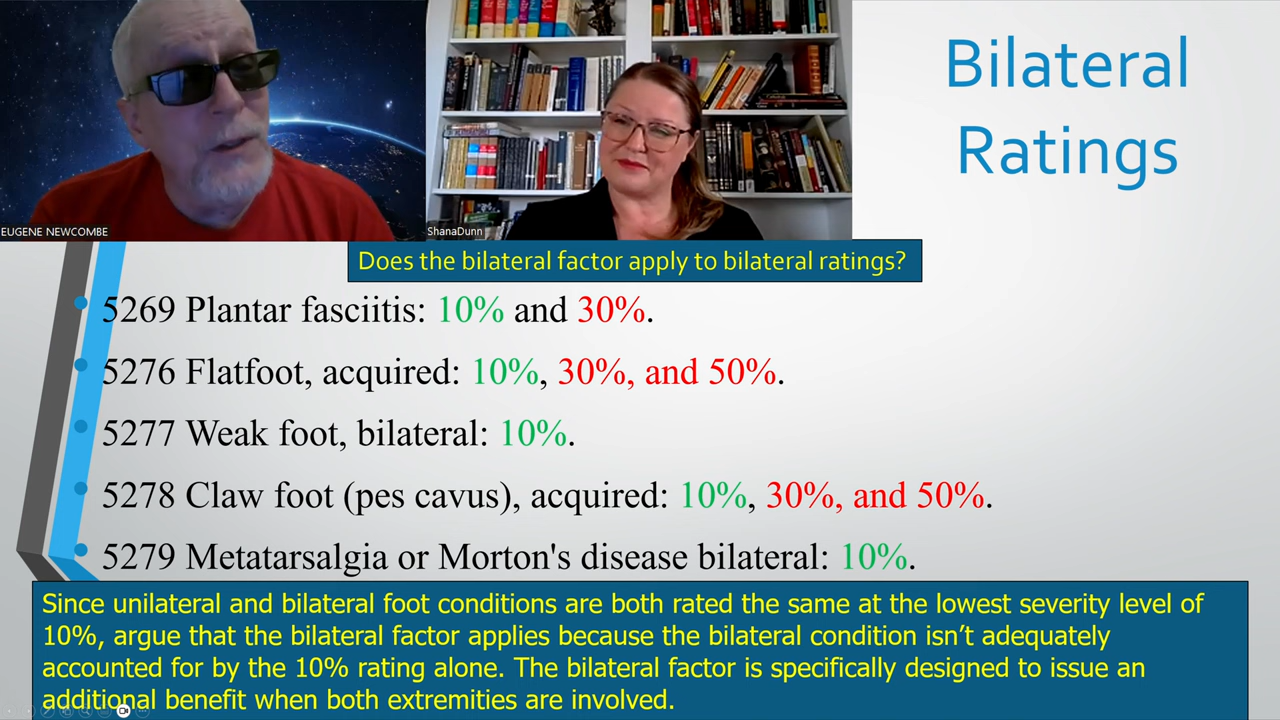 Bilateral
Ratings
EUGENE NEWCOMBE
ShanaDunn
Does the bilateral factor apply to bilateral ratings?
5269 Plantar fasciitis: 10% and 30%.
5276 Flatfoot, acquired: 10%, 30%, and 50%.
5277 Weak foot, bilateral: 10%.
5278 Claw foot (pes cavus), acquired: 10%, 30%, and 50%.
5279 Metatarsalgia or Morton's disease bilateral: 10%.
Since unilateral and bilateral foot conditions are both rated the same at the lowest severity level of
10%, argue that the bilateral factor applies because the bilateral condition isn’t adequately
accounted for by the 10% rating alone. The bilateral factor is specifically designed to issue an
additional benefit when both extremities are involved.